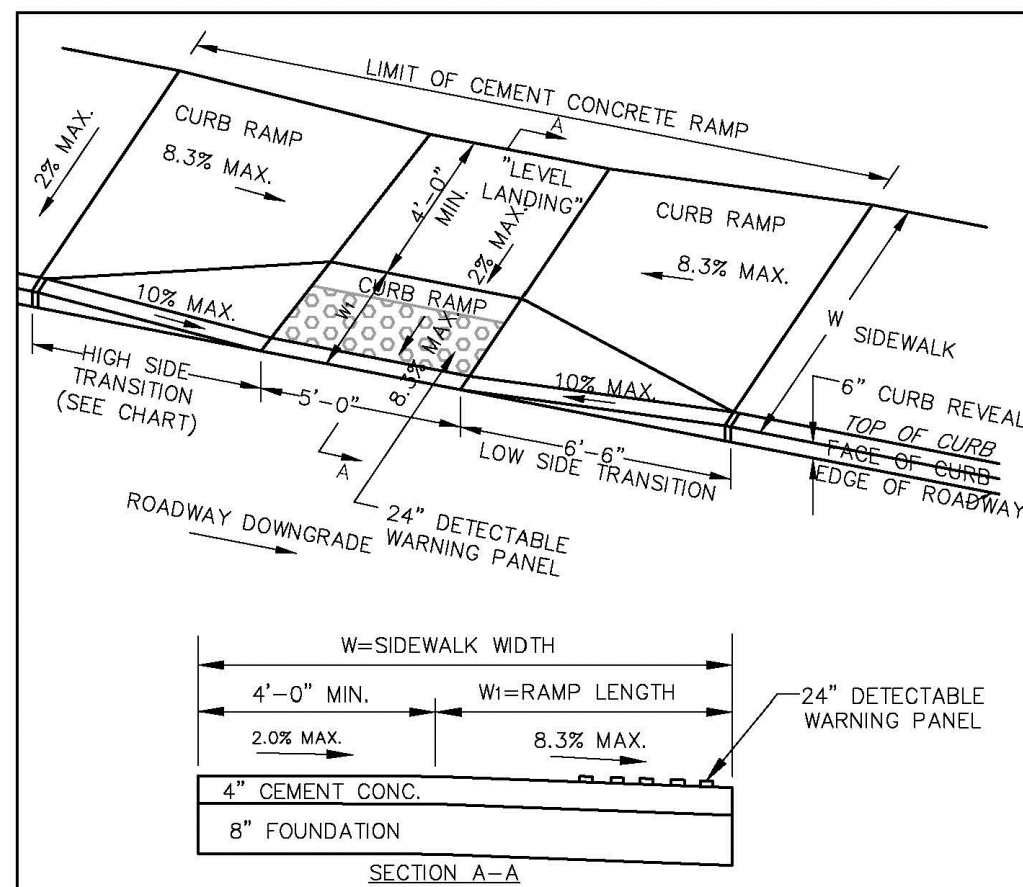 LIMIT OF CEMENT CONCRETE RAMP
A
CURB RAMP
8.3% MAX.
2% MAX.
"LEVEL
LANDING"
4'-0"
MIN.
2% MAX.
CURB RAMP
8.3% MAX.
CURB RAMP
W1
8.3% MAX.
10% MAX.
10% MAX.
W SIDEWALK
6" CURB REVEAL
TOP OF CURB
FACE OF CURB
EDGE OF ROADWAY
HIGH SIDE
TRANSITION
(SEE CHART)
5'-0"
6'-6"
LOW SIDE TRANSITION
A
ROADWAY DOWNGRADE
24" DETECTABLE
WARNING PANEL
W=SIDEWALK WIDTH
4'-0" MIN.
W1=RAMP LENGTH
2.0% MAX.
8.3% MAX.
24" DETECTABLE
WARNING PANEL
4" CEMENT CONC.
8" FOUNDATION
SECTION A-A